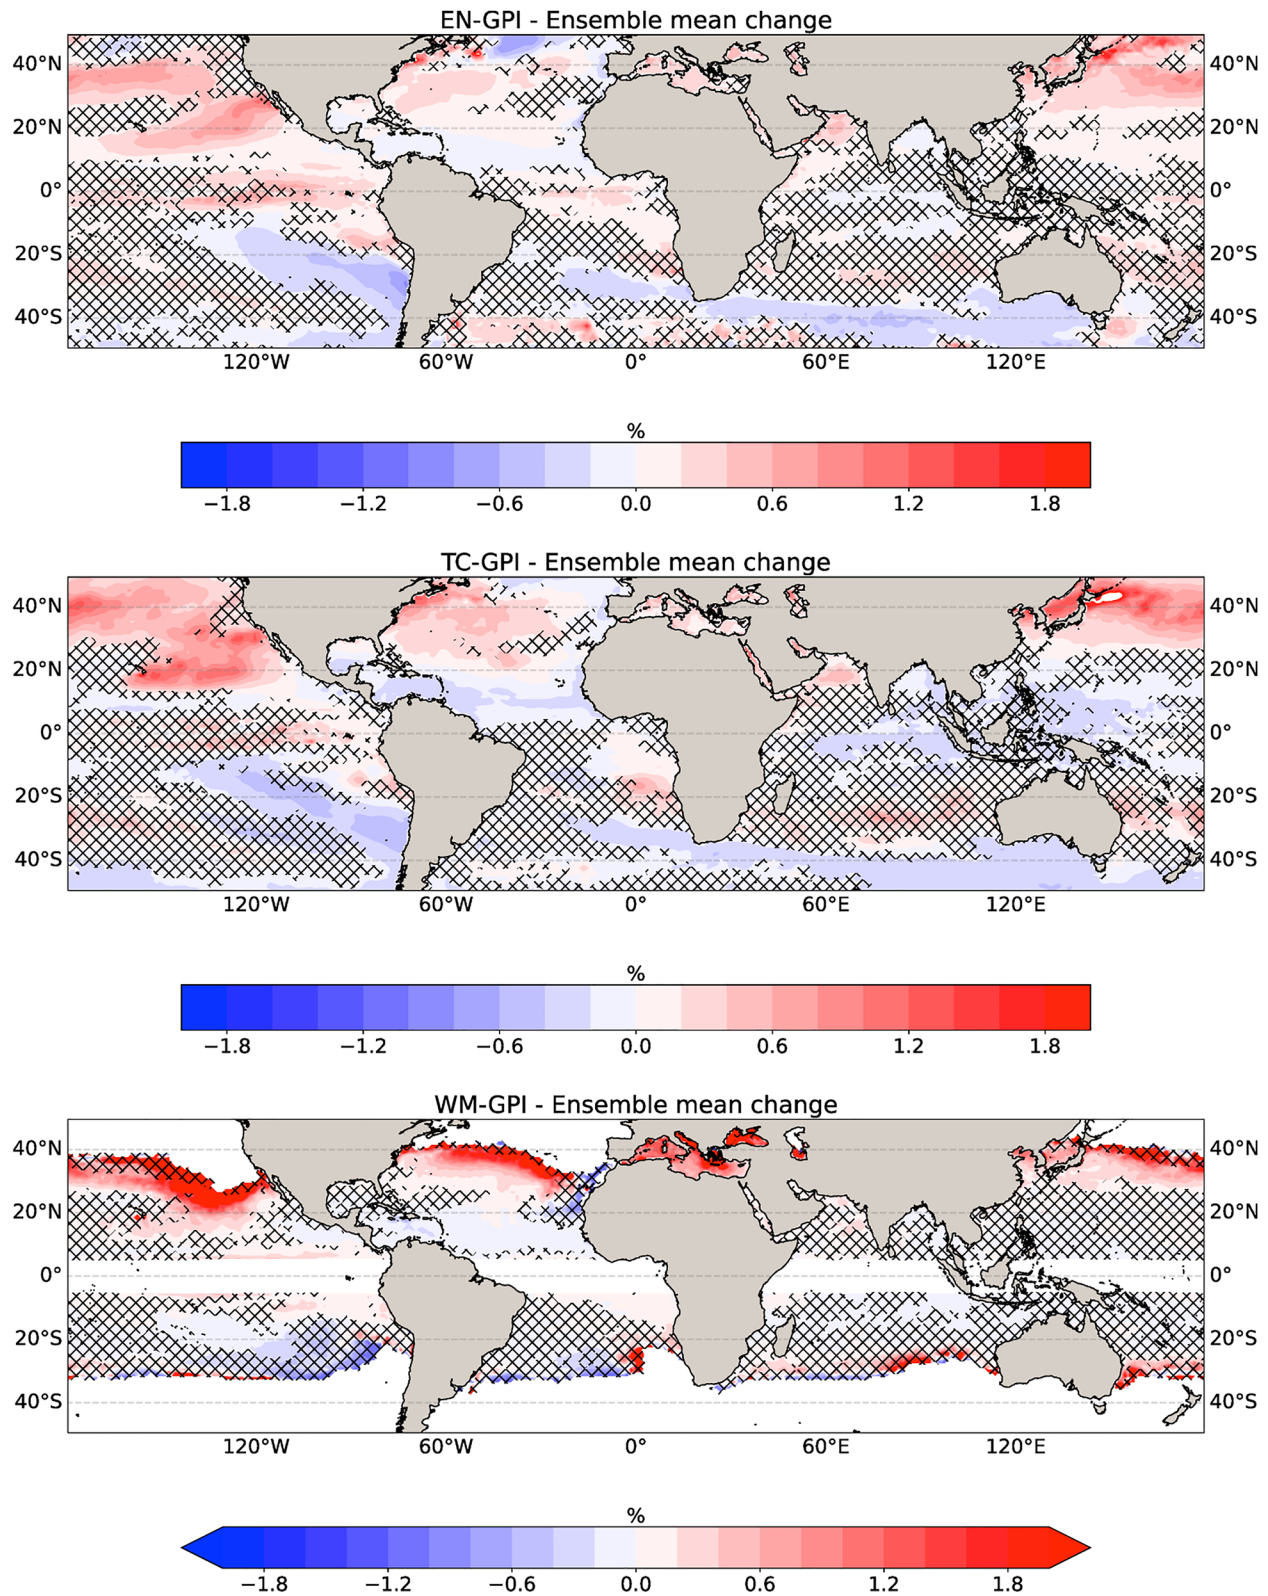 EN-GPI - Ensemble mean change
40°N 40°N
20°N 20°N
0° 0°
20°S 20°S
40°S 40°S
120°W 60°W 0° 60°E 120°E
%
−1.8 −1.2 −0.6 0.0 0.6 1.2 1.8
TC-GPI - Ensemble mean change
40°N 40°N
20°N 20°N
0° 0°
20°S 20°S
40°S 40°S
120°W 60°W 0° 60°E 120°E
%
−1.8 −1.2 −0.6 0.0 0.6 1.2 1.8
WM-GPI - Ensemble mean change
40°N 40°N
20°N 20°N
0° 0°
20°S 20°S
40°S 40°S
120°W 60°W 0° 60°E 120°E
%
−1.8 −1.2 −0.6 0.0 0.6 1.2 1.8